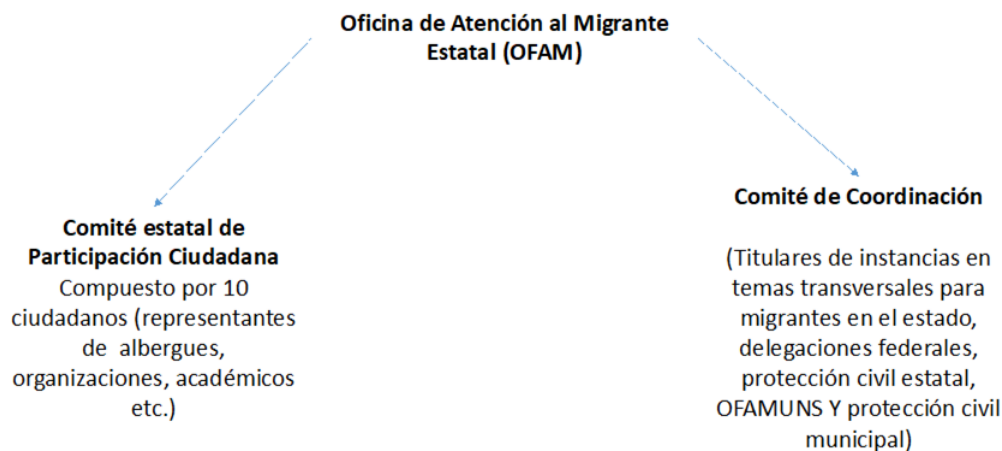 Oficina de Atención al Migrante
Estatal (OFAM)
Comité estatal de
Participación Ciudadana
Compuesto por 10
ciudadanos (representantes
de albergues,
organizaciones, académicos
etc.)
Comité de Coordinación
(Titulares de instancias en
temas transversales para
migrantes en el estado,
delegaciones federales,
protección civil estatal,
OFAMUNS Y protección civil
municipal)